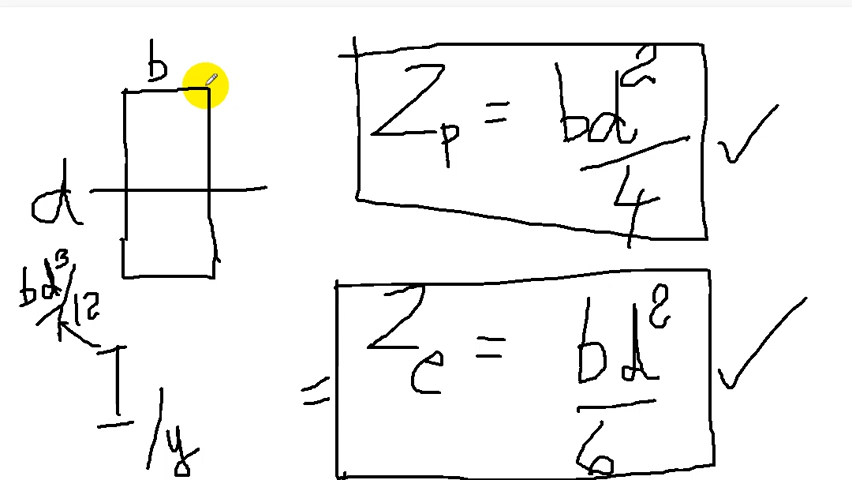 b
d
Zp = bd²/4
bd³/12
I/y
= Ze = bd²/6